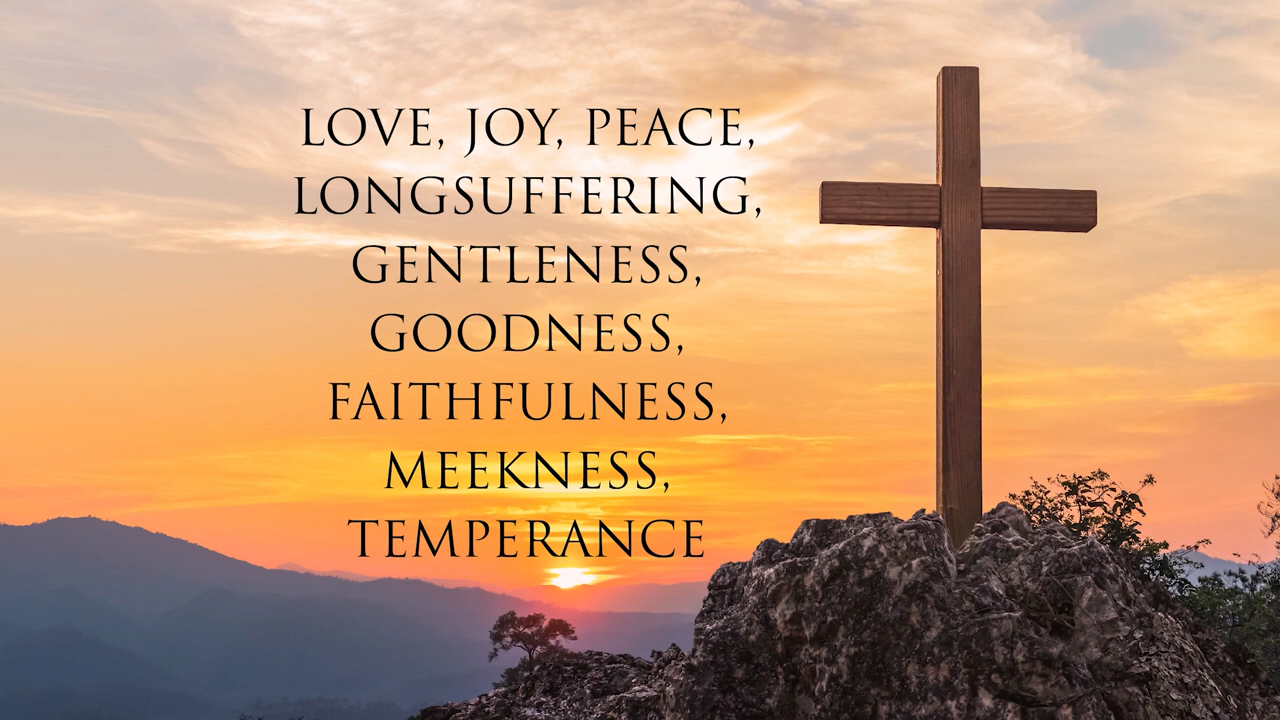 LOVE, JOY, PEACE,
LONGSUFFERING,
GENTLENESS,
GOODNESS,
FAITHFULNESS,
MEEKNESS,
TEMPERANCE